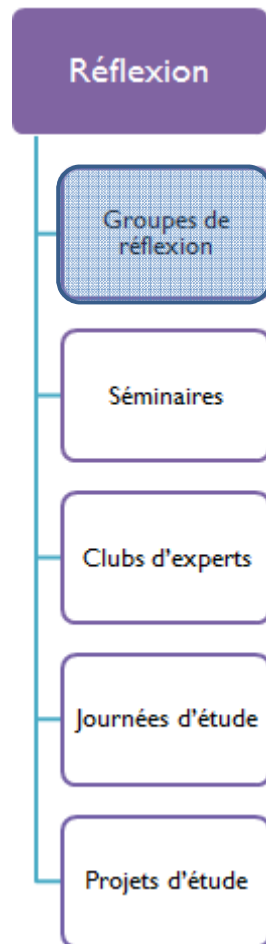 Réflexion
Groupes de
réflexion
Séminaires
Clubs d'experts
Journées d'étude
Projets d'étude